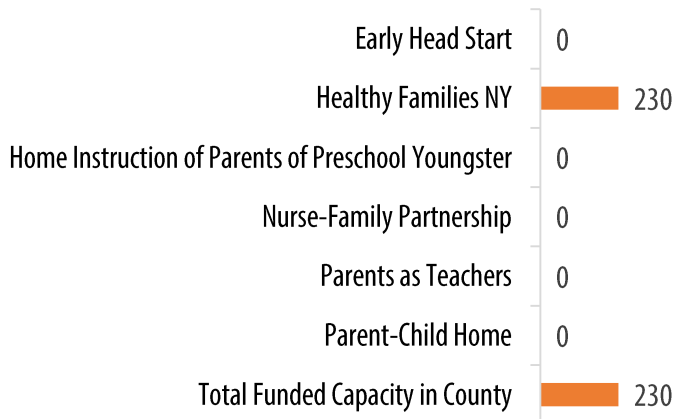 Early Head Start 0
Healthy Families NY 230
Home Instruction of Parents of Preschool Youngster 0
Nurse-Family Partnership 0
Parents as Teachers 0
Parent-Child Home 0
Total Funded Capacity in County 230